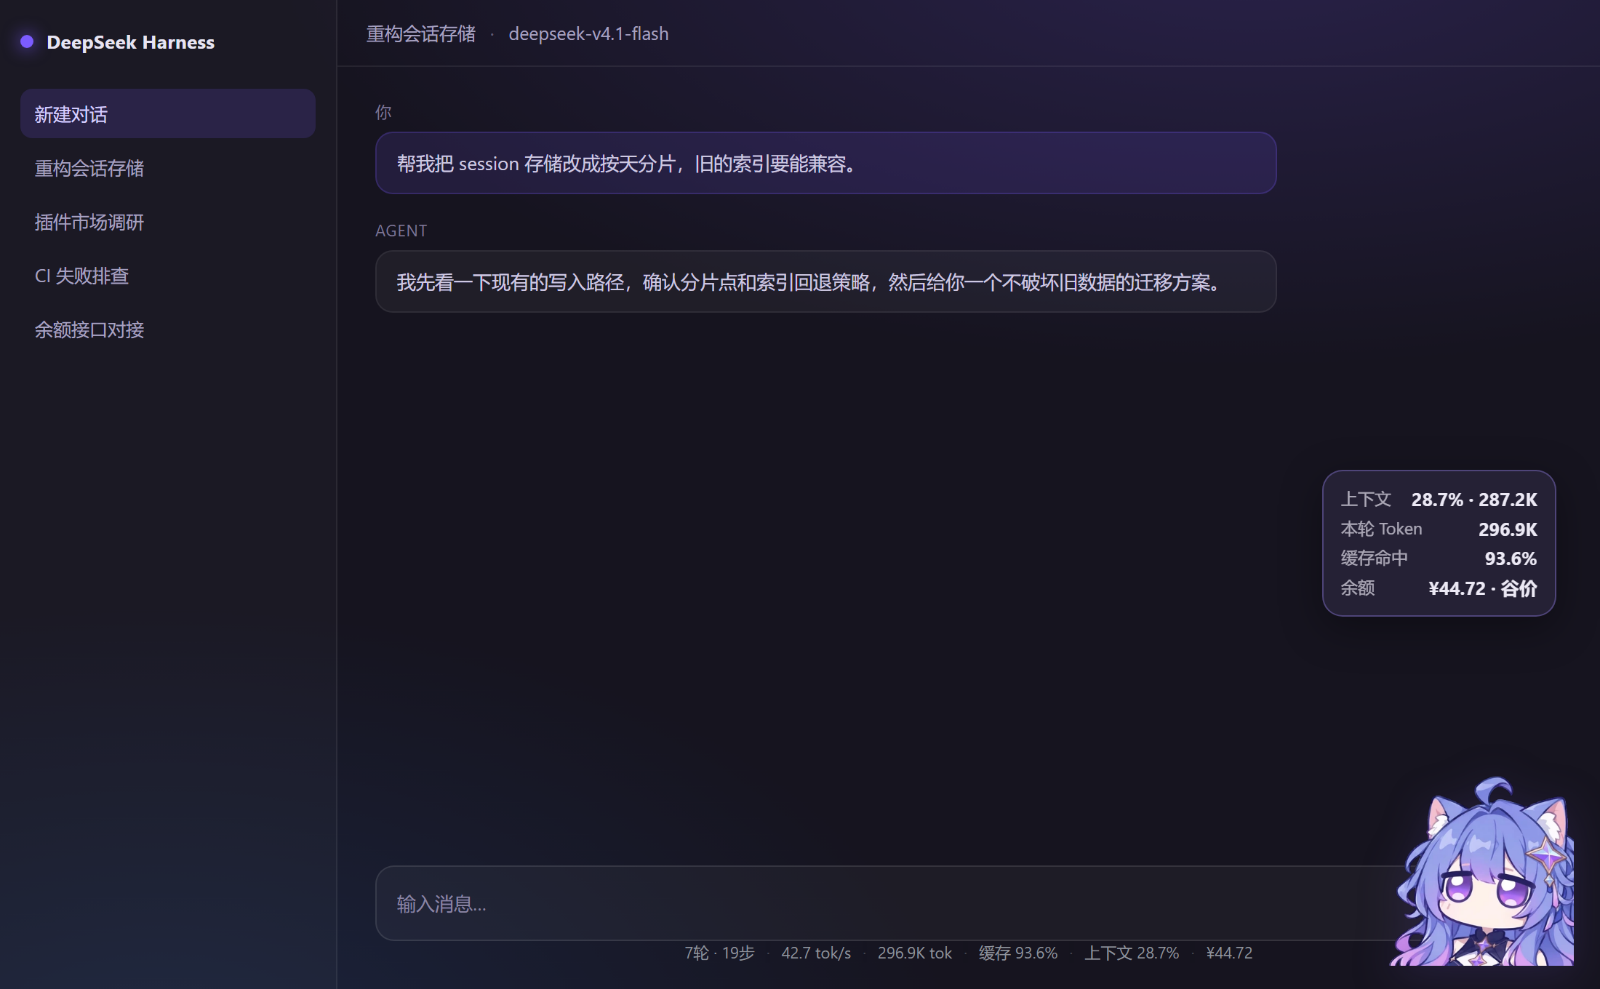 DeepSeek Harness
新建对话
重构会话存储
插件市场调研
CI 失败排查
余额接口对接
重构会话存储 · deepseek-v4.1-flash
你
帮我把 session 存储改成按天分片，旧的索引要能兼容。
AGENT
我先看一下现有的写入路径，确认分片点和索引回退策略，然后给你一个不破坏旧数据的迁移方案。
上下文 28.7% · 287.2K
本轮 Token 296.9K
缓存命中 93.6%
余额 ¥44.72 · 谷价
输入消息...
7轮 · 19步 · 42.7 tok/s · 296.9K tok · 缓存 93.6% · 上下文 28.7% · ¥44.72